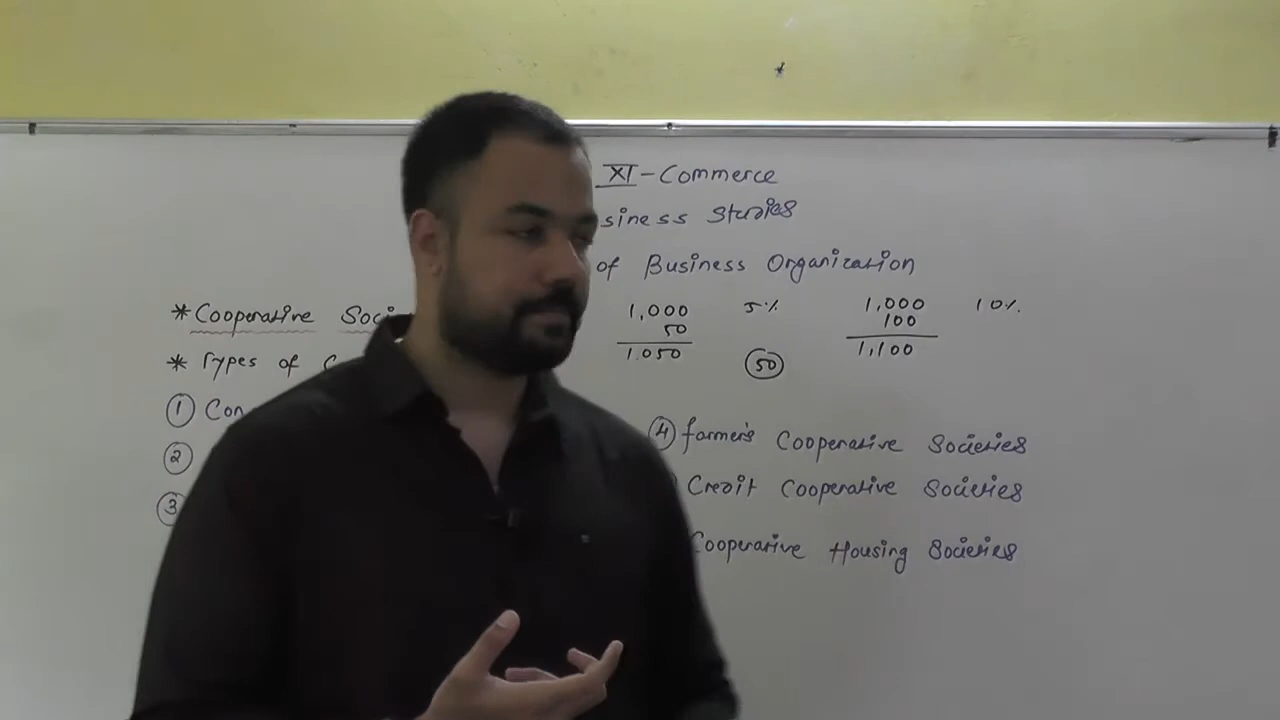 XI - Commerce
siness Studies
of Business Organization
* Cooperative Soci
1,000 5%
50
1,050
50
1,000 10%
100
1,100
* Types of C
① Con
②
③
④ farmer's Cooperative Societies
Credit Cooperative Societies
Cooperative Housing Societies